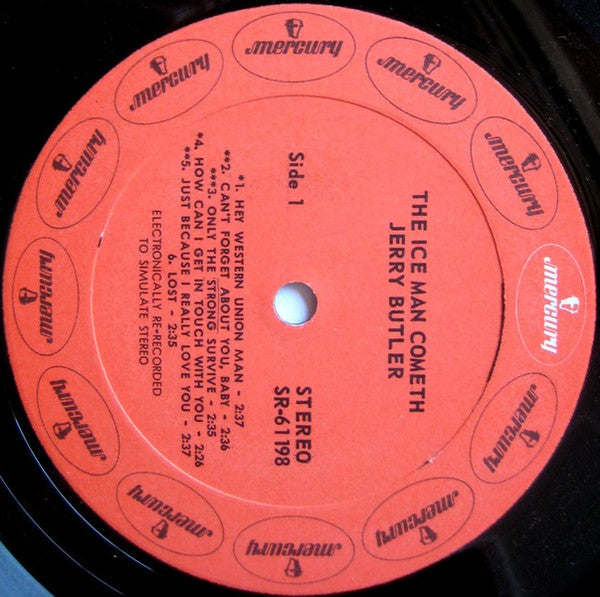 mercury
mercury
mercury
mercury
mercury
mercury
mercury
mercury
mercury
mercury
mercury
mercury
THE ICE MAN COMETH
JERRY BUTLER
Side 1
STEREO
SR-61198
*1. HEY WESTERN UNION MAN - 2:37
**2. CAN'T FORGET ABOUT YOU, BABY - 2:36
***3. ONLY THE STRONG SURVIVE - 2:35
*4. HOW CAN I GET IN TOUCH WITH YOU - 2:26
**5. JUST BECAUSE I REALLY LOVE YOU - 2:37
6. LOST - 2:35
ELECTRONICALLY RE-RECORDED
TO SIMULATE STEREO